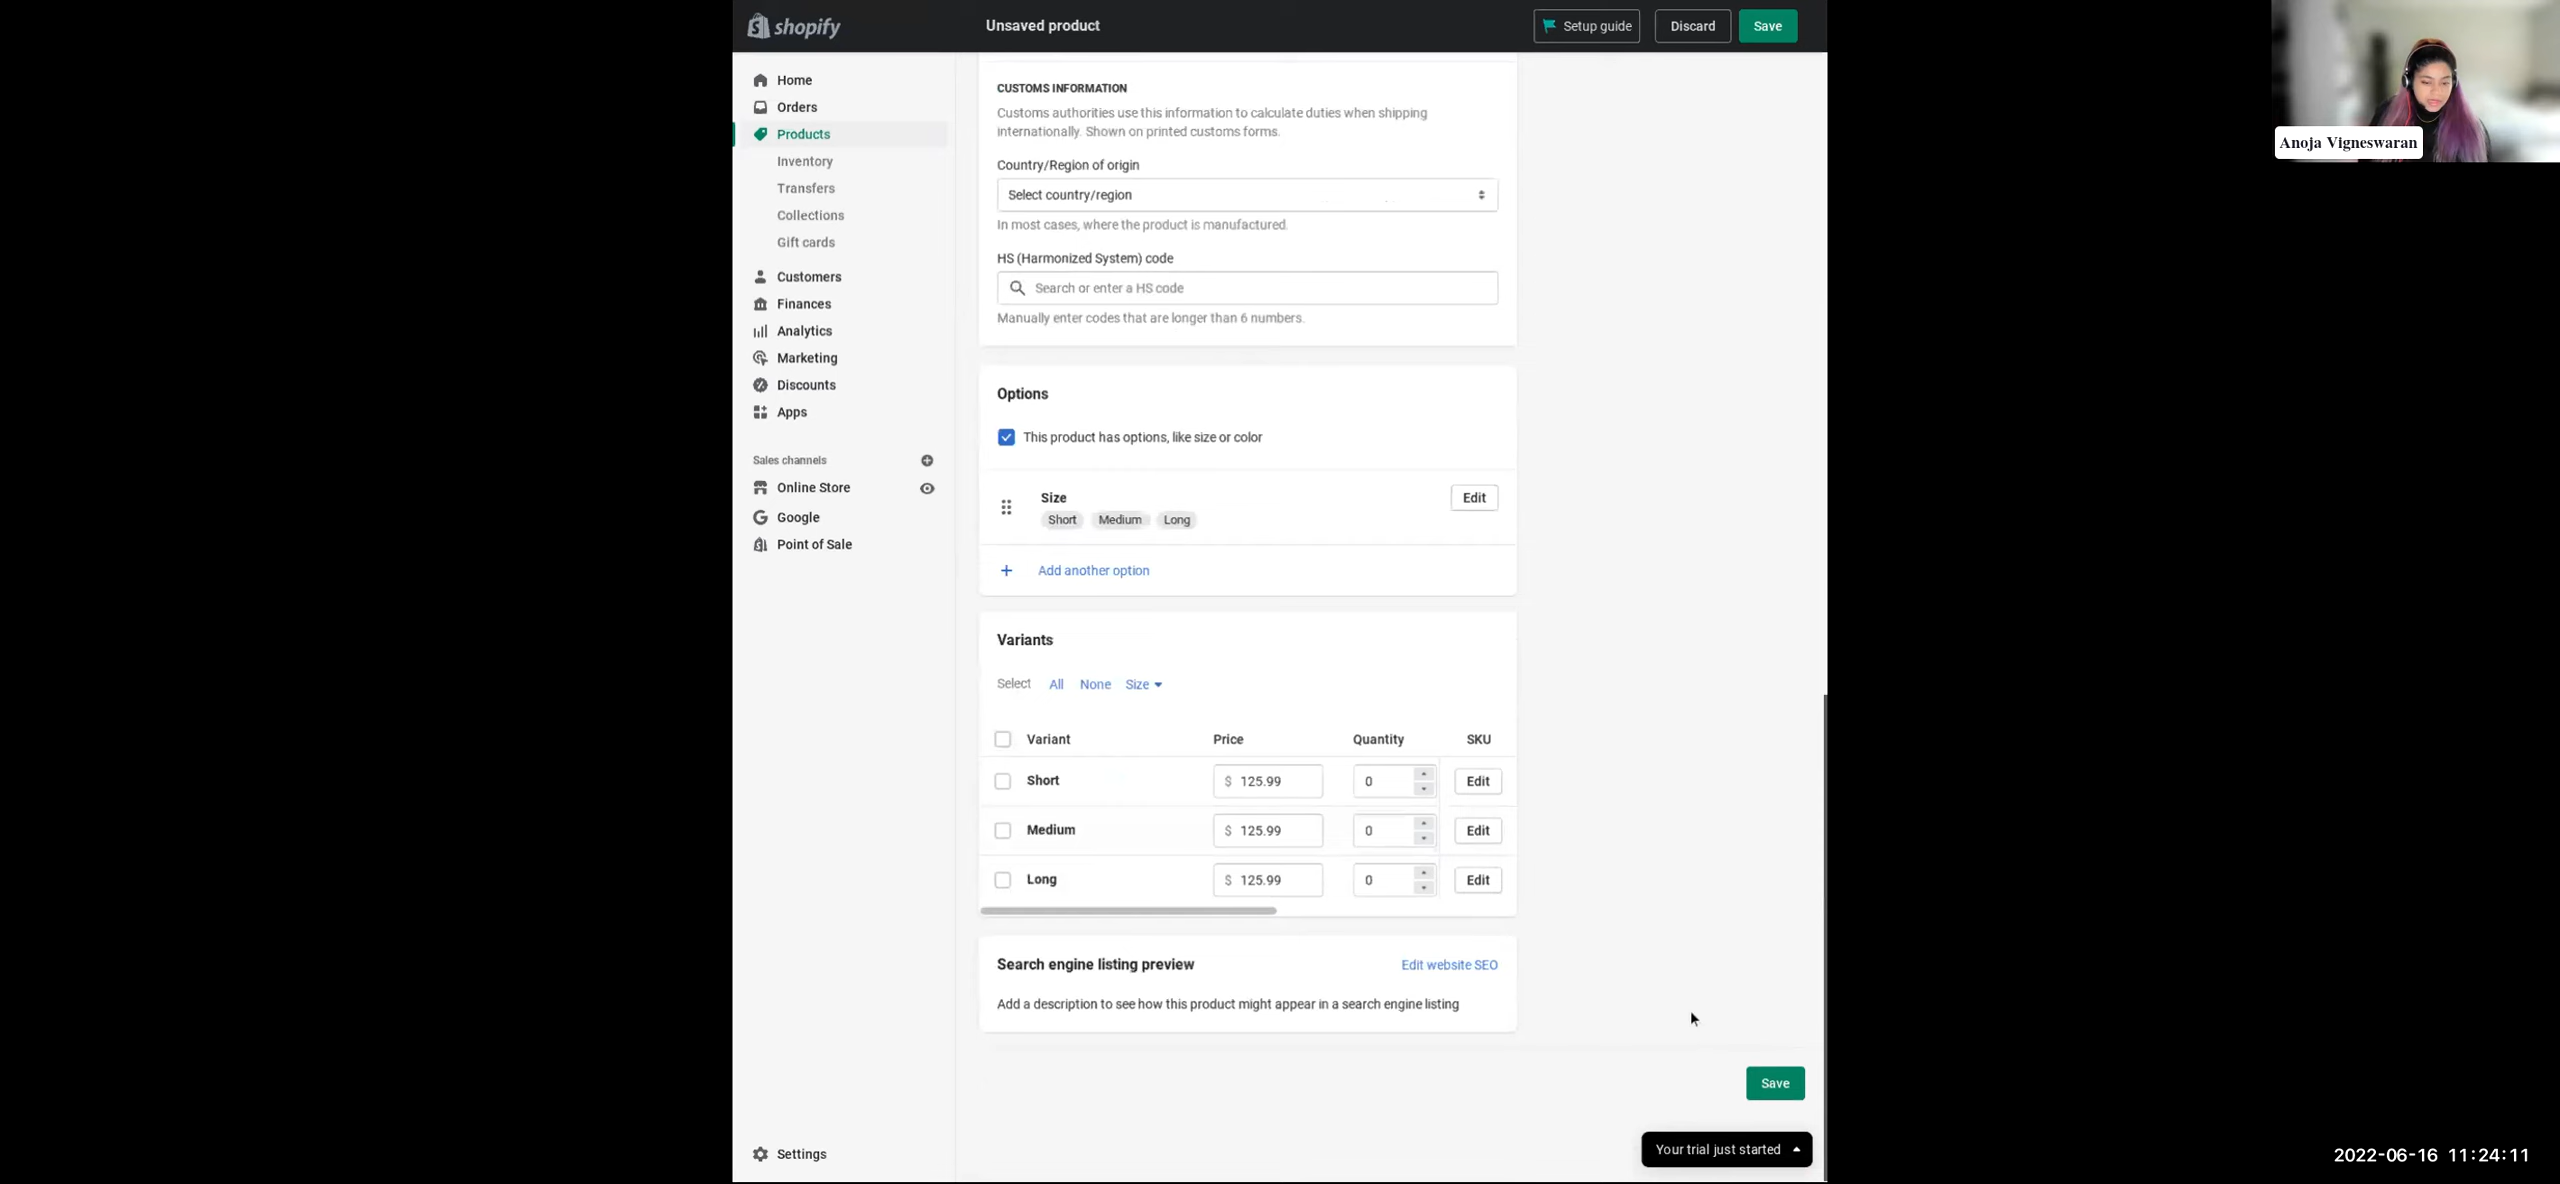 shopify
Unsaved product
Setup guide
Discard
Save
Home
Orders
Products
Inventory
Transfers
Collections
Gift cards
Customers
Finances
Analytics
Marketing
Discounts
Apps
Sales channels
Online Store
Google
Point of Sale
Settings
CUSTOMS INFORMATION
Customs authorities use this information to calculate duties when shipping
internationally. Shown on printed customs forms.
Country/Region of origin
Select country/region
In most cases, where the product is manufactured.
HS (Harmonized System) code
Search or enter a HS code
Manually enter codes that are longer than 6 numbers.
Options
This product has options, like size or color
Size
Edit
Short Medium Long
Add another option
Variants
Select All None Size
Variant Price Quantity SKU
Short $ 125.99 0 Edit
Medium $ 125.99 0 Edit
Long $ 125.99 0 Edit
Search engine listing preview Edit website SEO
Add a description to see how this product might appear in a search engine listing
Save
Your trial just started
Anoja Vigneswaran
2022-06-16 11:24:11